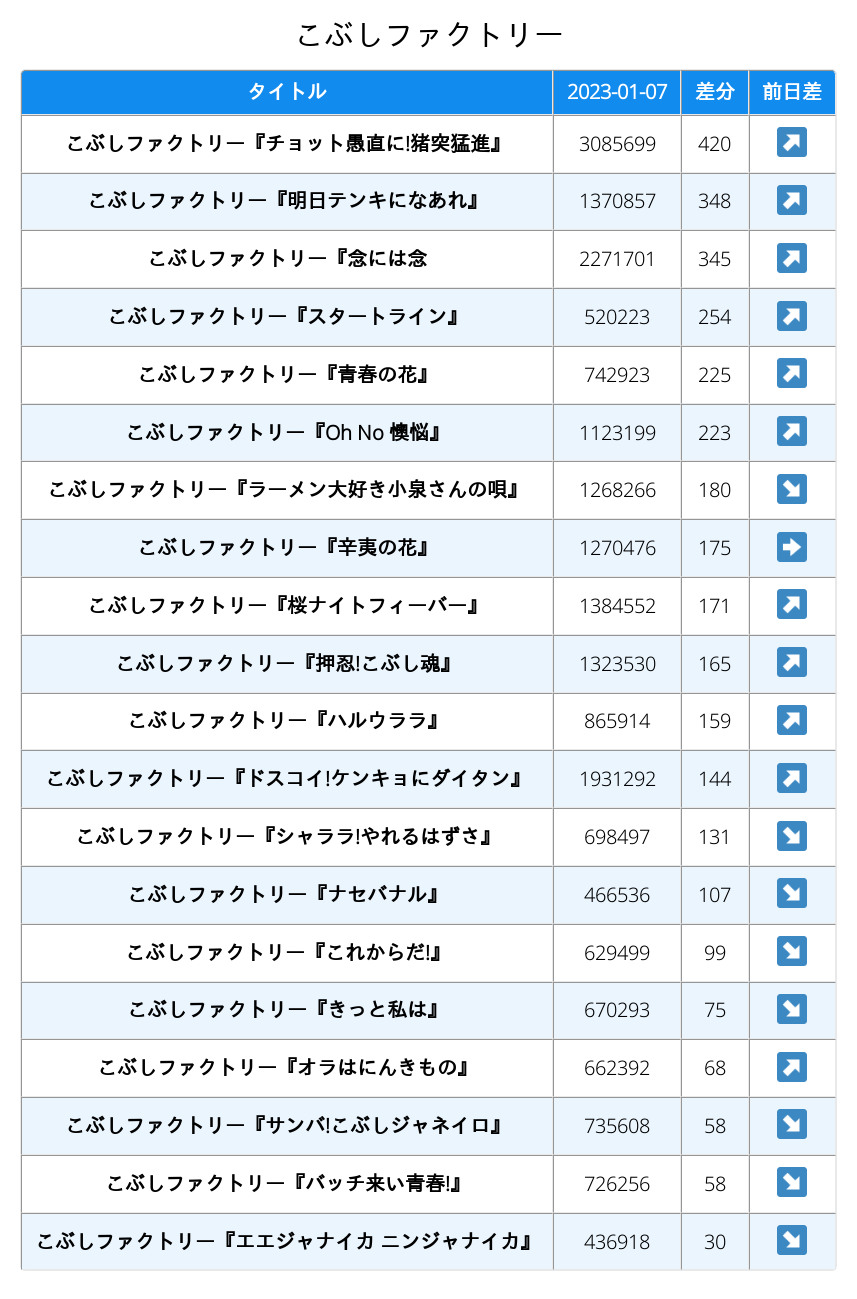 こぶしファクトリー
タイトル 2023-01-07 差分 前日差
こぶしファクトリー『チョット愚直に!猪突猛進』 3085699 420
こぶしファクトリー『明日テンキになあれ』 1370857 348
こぶしファクトリー『念には念 2271701 345
こぶしファクトリー『スタートライン』 520223 254
こぶしファクトリー『青春の花』 742923 225
こぶしファクトリー『Oh No 懊悩』 1123199 223
こぶしファクトリー『ラーメン大好き小泉さんの唄』 1268266 180
こぶしファクトリー『辛夷の花』 1270476 175
こぶしファクトリー『桜ナイトフィーバー』 1384552 171
こぶしファクトリー『押忍!こぶし魂』 1323530 165
こぶしファクトリー『ハルウララ』 865914 159
こぶしファクトリー『ドスコイ!ケンキョにダイタン』 1931292 144
こぶしファクトリー『シャララ!やれるはずさ』 698497 131
こぶしファクトリー『ナセバナル』 466536 107
こぶしファクトリー『これからだ!』 629499 99
こぶしファクトリー『きっと私は』 670293 75
こぶしファクトリー『オラはにんきもの』 662392 68
こぶしファクトリー『サンバ!こぶしジャネイロ』 735608 58
こぶしファクトリー『バッチ来い青春!』 726256 58
こぶしファクトリー『エエジャナイカ ニンジャナイカ』 436918 30